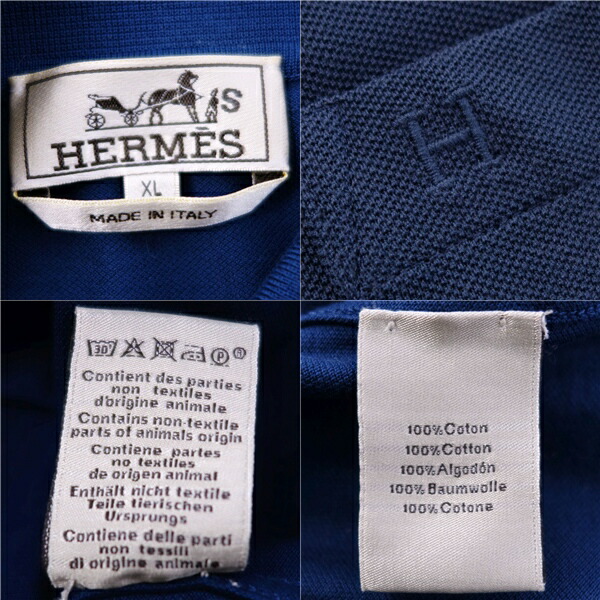 S
HERMÈS
XL
MADE IN ITALY
H
30
P
Contient des parties
non textiles
d'origine animale
Contains non-textile
parts of animals origin
Contiene partes
no textiles
de origen animal
Enthält nicht textile
Teile tierischen
Ursprungs
Contiene delle parti
non tessili
di origine animale
100%Coton
100%Cotton
100%Algodón
100%Baumwolle
100%Cotone